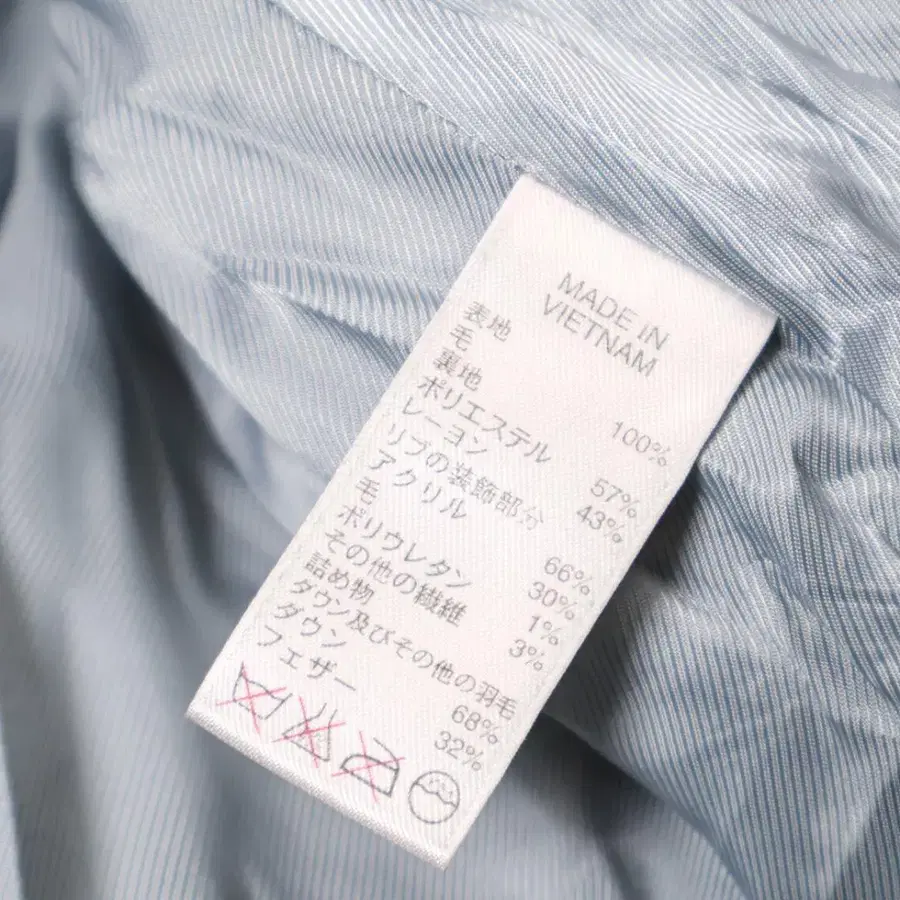 MADE IN
VIETNAM
表地
毛 100%
裏地
ポリエステル 57%
レーヨン 43%
リブの装飾部分
アクリル 66%
毛 30%
ポリウレタン 1%
その他の繊維 3%
詰め物
ダウン及びその他の羽毛
ダウン 68%
フェザー 32%